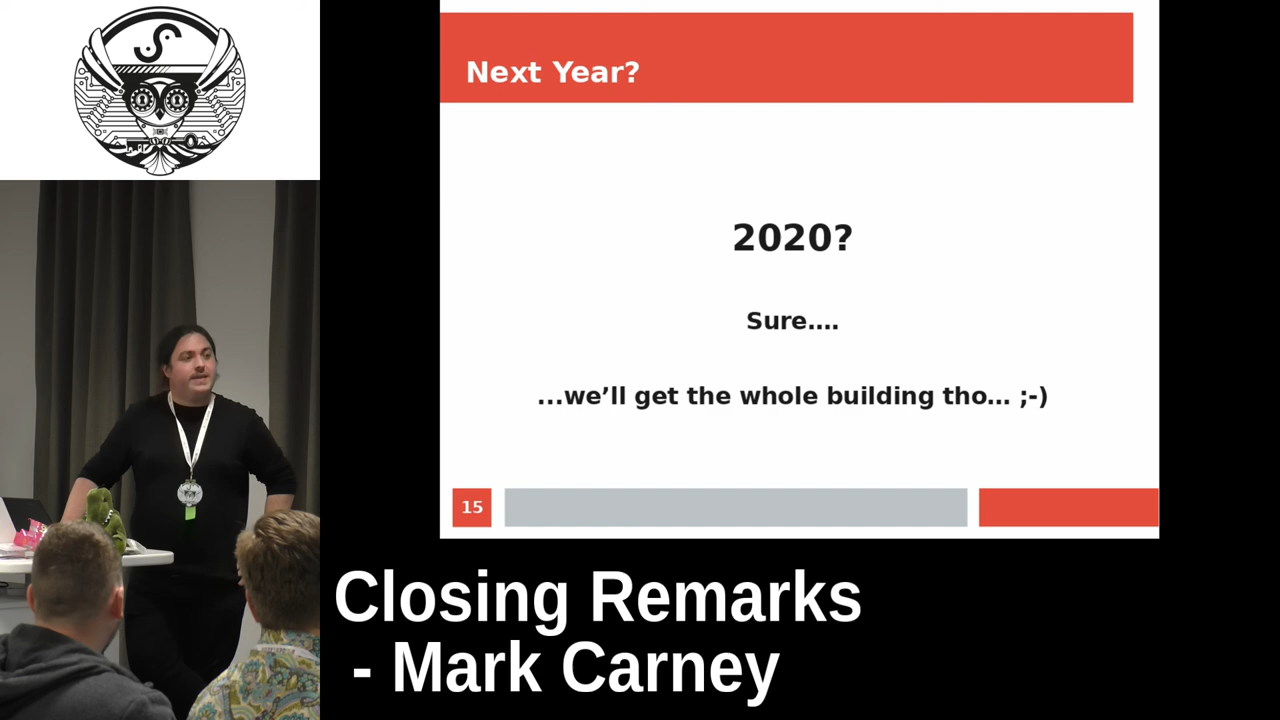 Next Year?
2020?
Sure....
...we’ll get the whole building tho... ;-)
15
Closing Remarks
- Mark Carney